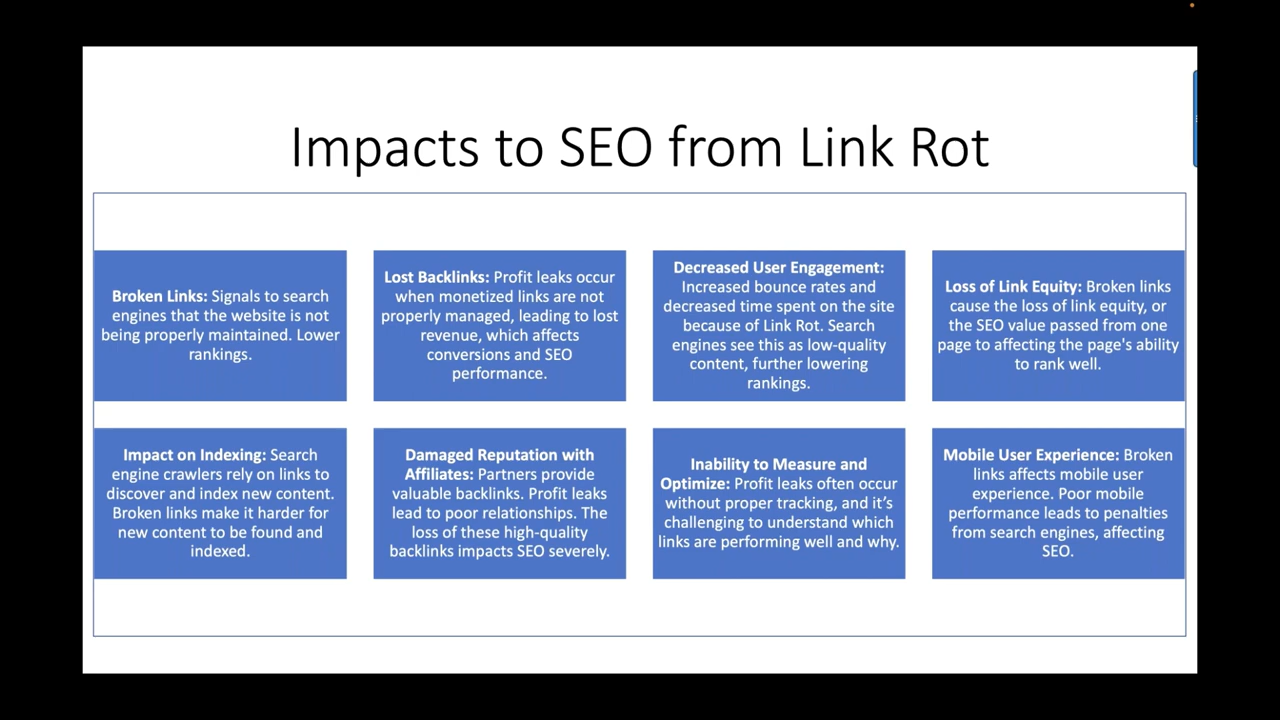 Impacts to SEO from Link Rot
Broken Links: Signals to search
engines that the website is not
being properly maintained. Lower
rankings.
Lost Backlinks: Profit leaks occur
when monetized links are not
properly managed, leading to lost
revenue, which affects
conversions and SEO
performance.
Decreased User Engagement:
Increased bounce rates and
decreased time spent on the site
because of Link Rot. Search
engines see this as low-quality
content, further lowering
rankings.
Loss of Link Equity: Broken links
cause the loss of link equity, or
the SEO value passed from one
page to affecting the page's ability
to rank well.
Impact on Indexing: Search
engine crawlers rely on links to
discover and index new content.
Broken links make it harder for
new content to be found and
indexed.
Damaged Reputation with
Affiliates: Partners provide
valuable backlinks. Profit leaks
lead to poor relationships. The
loss of these high-quality
backlinks impacts SEO severely.
Inability to Measure and
Optimize: Profit leaks often occur
without proper tracking, and it’s
challenging to understand which
links are performing well and why.
Mobile User Experience: Broken
links affects mobile user
experience. Poor mobile
performance leads to penalties
from search engines, affecting
SEO.